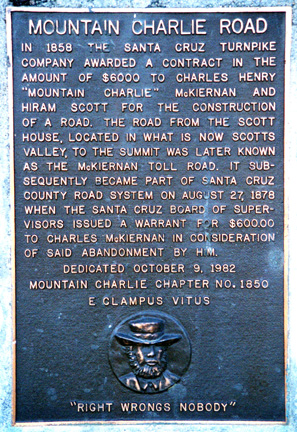 MOUNTAIN CHARLIE ROAD
IN 1858 THE SANTA CRUZ TURNPIKE
COMPANY AWARDED A CONTRACT IN THE
AMOUNT OF $6000 TO CHARLES HENRY
"MOUNTAIN CHARLIE" McKIERNAN AND
HIRAM SCOTT FOR THE CONSTRUCTION
OF A ROAD. THE ROAD FROM THE SCOTT
HOUSE, LOCATED IN WHAT IS NOW SCOTTS
VALLEY, TO THE SUMMIT WAS LATER KNOWN
AS THE McKIERNAN TOLL ROAD. IT SUB-
SEQUENTLY BECAME PART OF SANTA CRUZ
COUNTY ROAD SYSTEM ON AUGUST 27, 1878
WHEN THE SANTA CRUZ BOARD OF SUPER-
VISORS ISSUED A WARRANT FOR $600.00
TO CHARLES McKIERNAN IN CONSIDERATION
OF SAID ABANDONMENT BY H.M.
DEDICATED OCTOBER 9, 1982
MOUNTAIN CHARLIE CHAPTER NO. 1850
E CLAMPUS VITUS
"RIGHT WRONGS NOBODY"